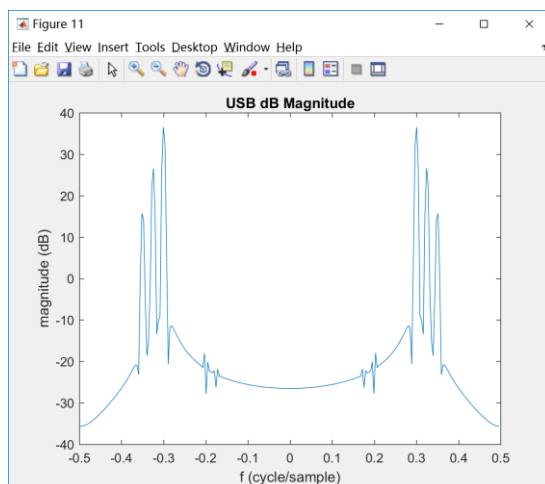 Figure 11
File Edit View Insert Tools Desktop Window Help
USB dB Magnitude
40
30
20
10
0
-10
-20
-30
-40
magnitude (dB)
-0.5 -0.4 -0.3 -0.2 -0.1 0 0.1 0.2 0.3 0.4 0.5
f (cycle/sample)